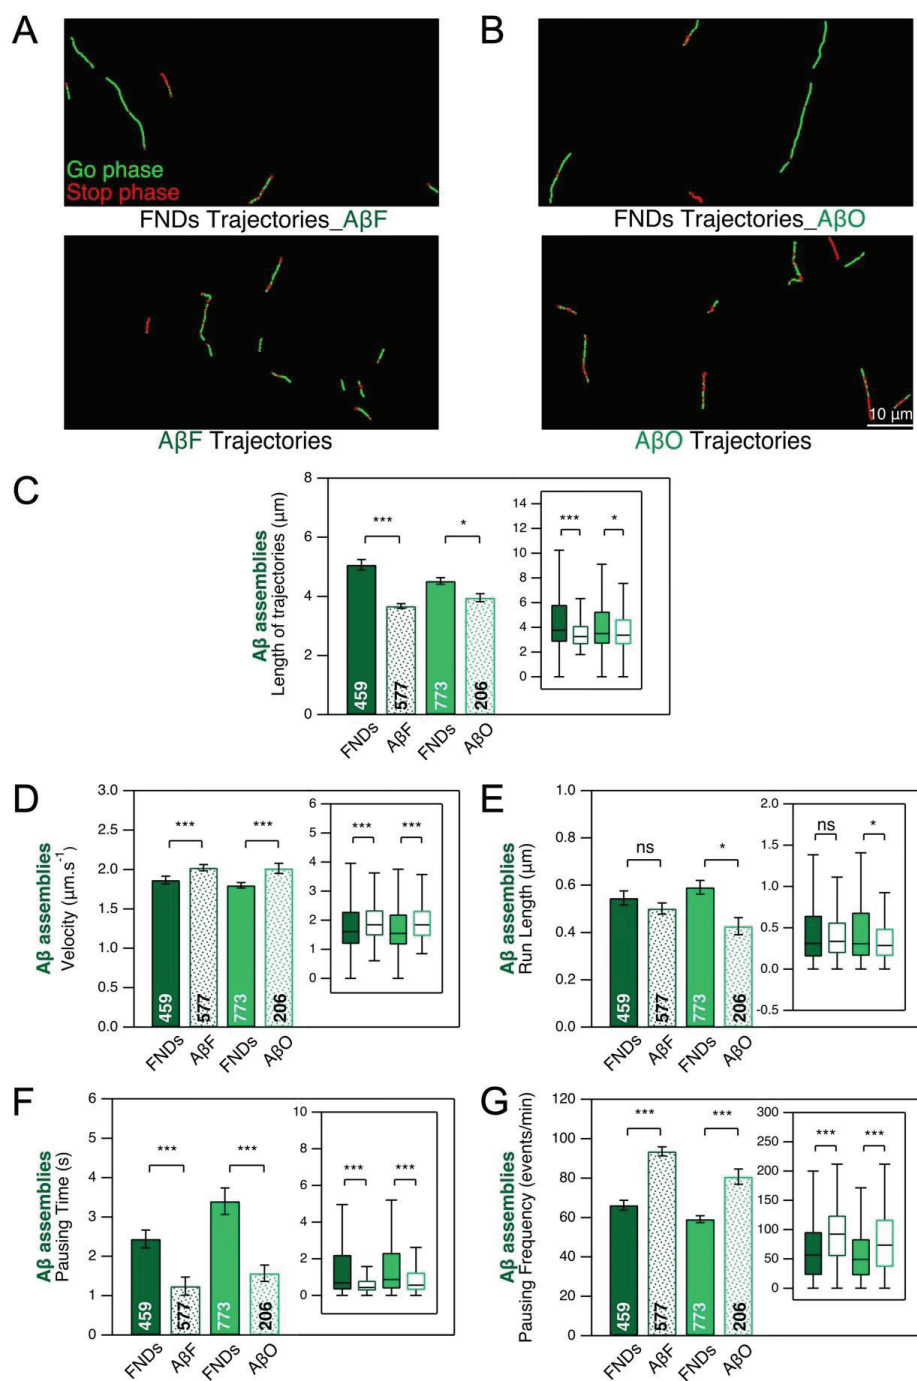 A
B
Go phase
Stop phase
FNDs Trajectories_AβF
FNDs Trajectories_AβO
10 µm
AβF Trajectories
AβO Trajectories
C
Aβ assemblies
Length of trajectories (µm)
8
6
4
2
0
***
*
459
577
773
206
FNDs
AβF
FNDs
AβO
14
12
10
8
6
4
2
0
***
*
D
Aβ assemblies
Velocity (µm.s⁻¹)
3.0
2.5
2.0
1.5
1.0
0.5
0.0
***
***
459
577
773
206
FNDs
AβF
FNDs
AβO
6
5
4
3
2
1
0
***
***
E
Aβ assemblies
Run Length (µm)
1.0
0.8
0.6
0.4
0.2
0.0
ns
*
459
577
773
206
FNDs
AβF
FNDs
AβO
2.0
1.5
1.0
0.5
0.0
-0.5
ns
*
F
Aβ assemblies
Pausing Time (s)
6
5
4
3
2
1
0
***
***
459
577
773
206
FNDs
AβF
FNDs
AβO
10
8
6
4
2
0
***
***
G
Aβ assemblies
Pausing Frequency (events/min)
120
100
80
60
40
20
0
***
***
459
577
773
206
FNDs
AβF
FNDs
AβO
300
250
200
150
100
50
0
***
***